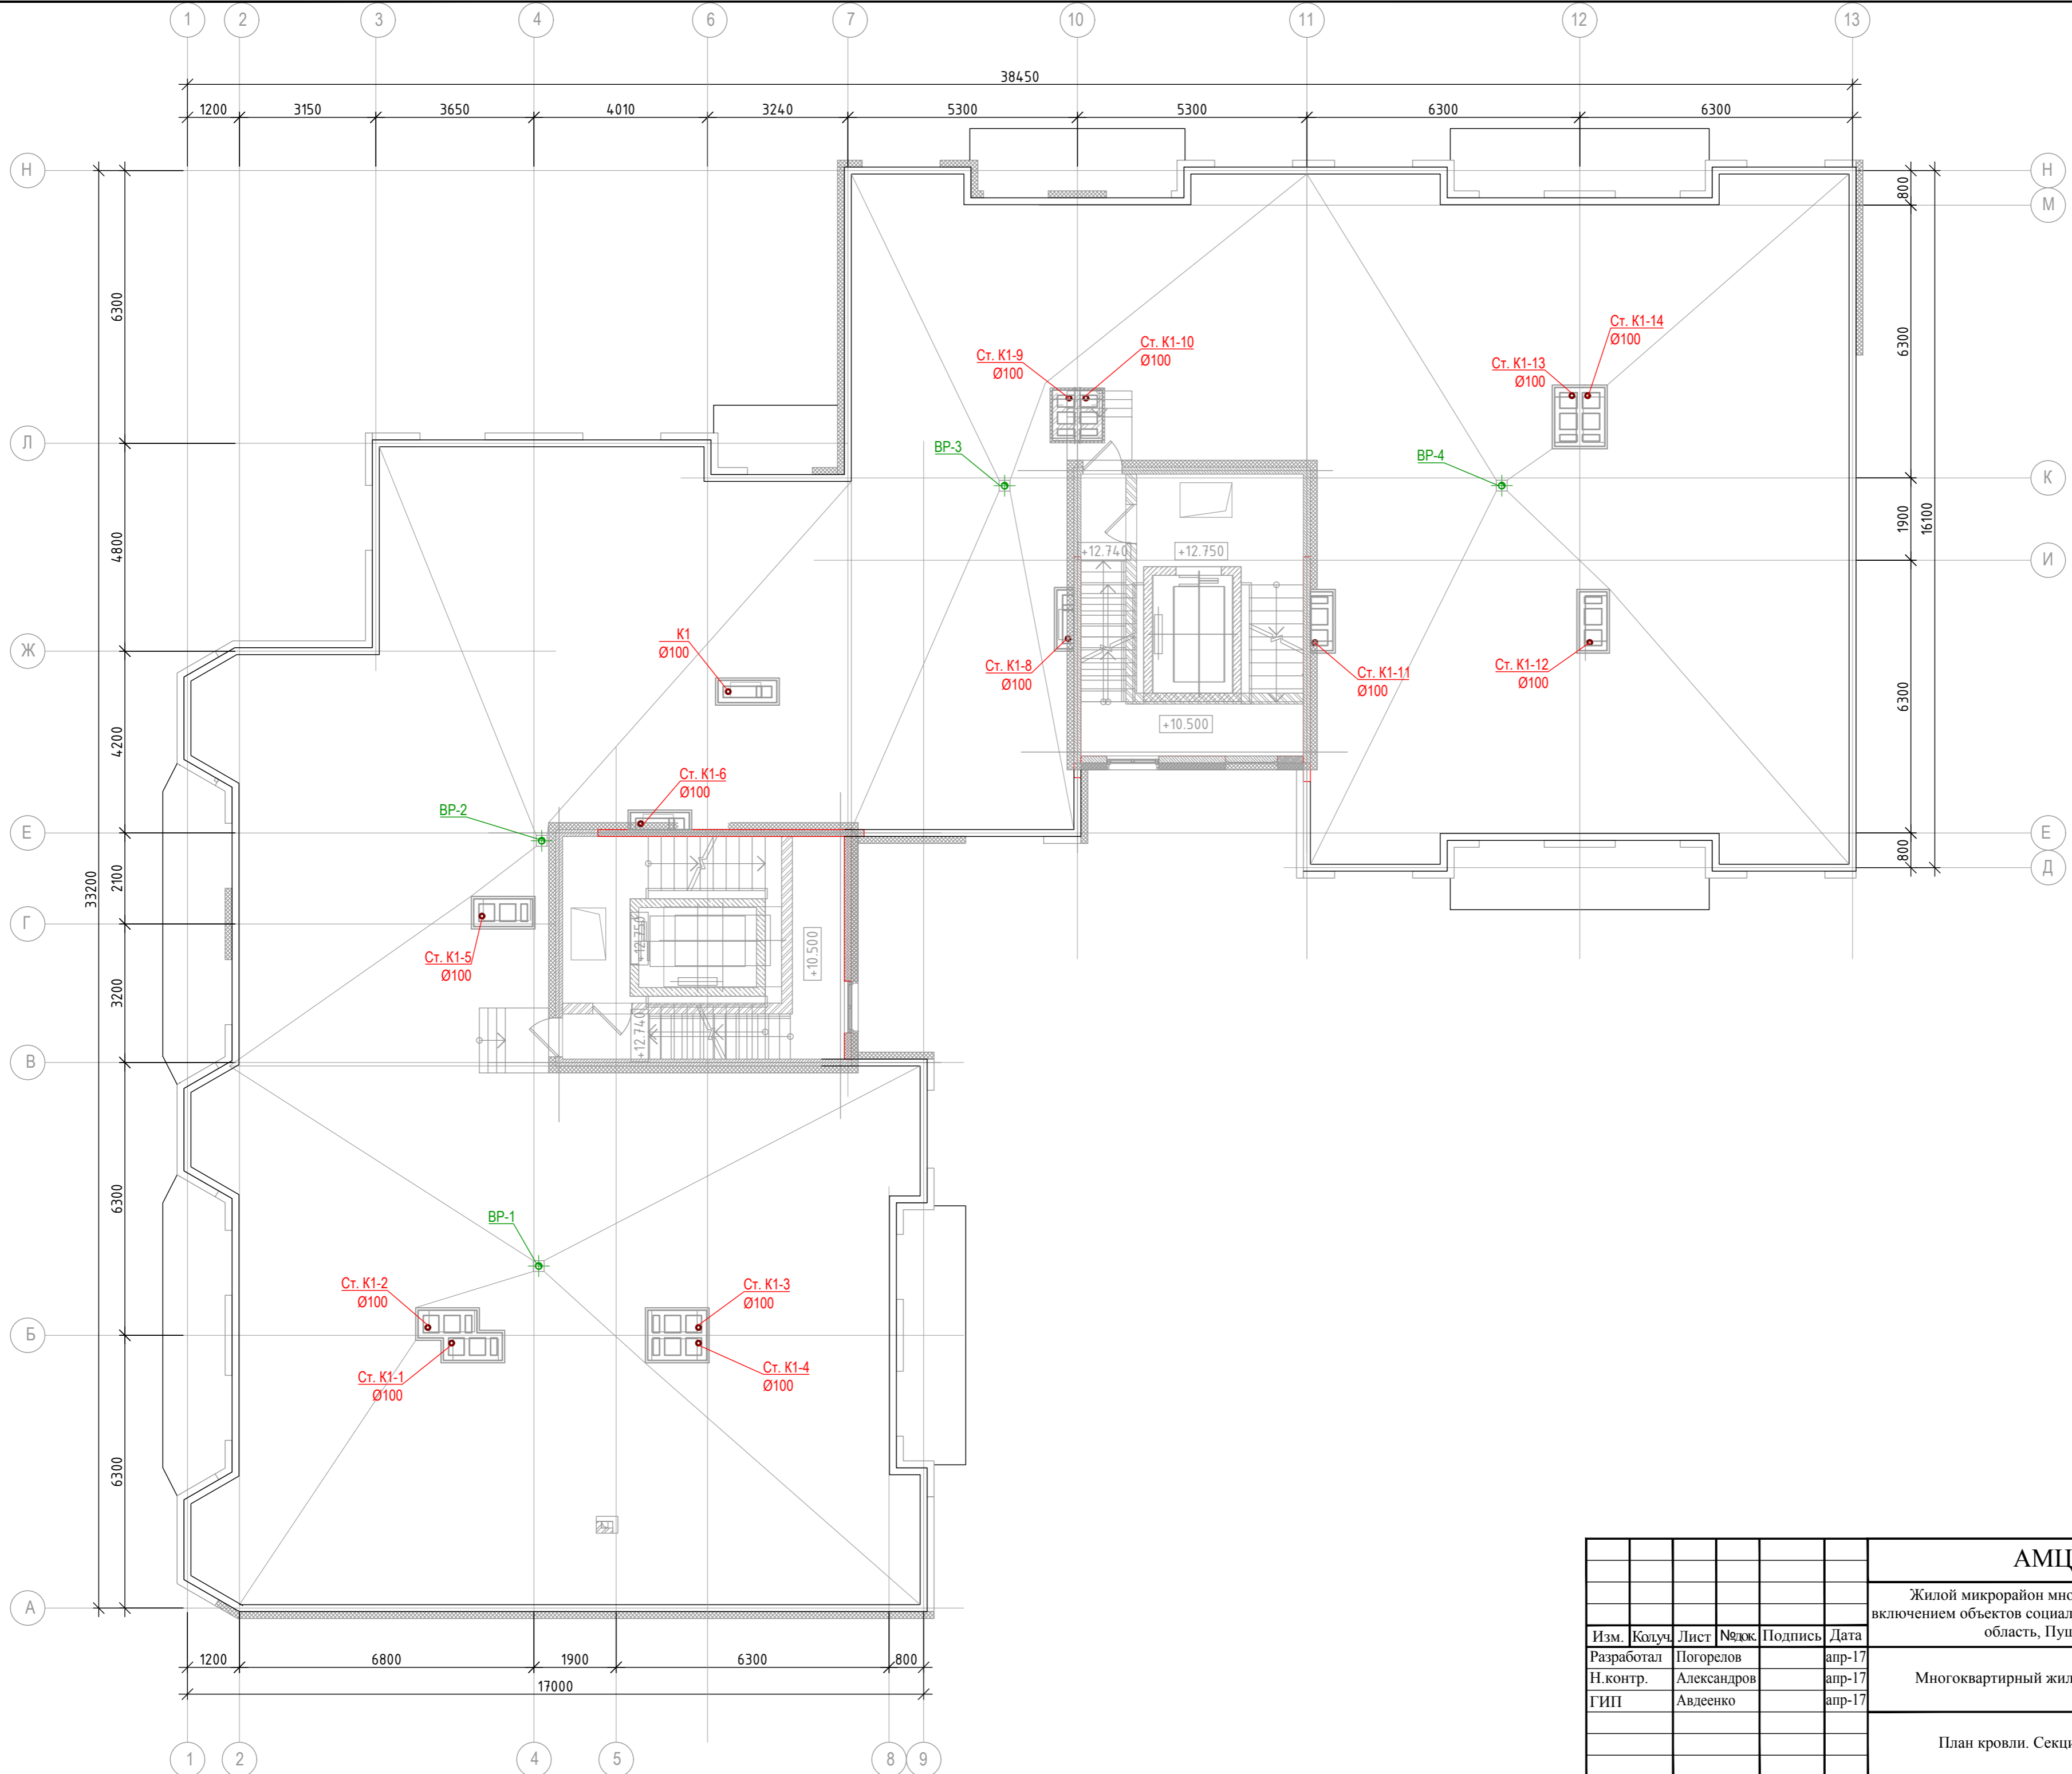 1 2 3 4 6 7 10 11 12 13
38450
1200 3150 3650 4010 3240 5300 5300 6300 6300
Н Н
800
М
6300 6300
Ст. К1-14
Ø100
Ст. К1-10
Ø100
Ст. К1-9
Ø100
Ст. К1-13
Ø100
Л
ВР-3
ВР-4
К
4800
1900
16100
+12.740 +12.750
И
К1
Ø100
Ж
Ст. К1-8
Ø100
Ст. К1-11
Ø100
Ст. К1-12
Ø100
6300
+10.500
4200
Ст. К1-6
Ø100
ВР-2
Е Е
800
Д
33200
2100
Г
+12.750
+10.500
Ст. К1-5
Ø100
3200
+12.740
В
6300
ВР-1
Ст. К1-2
Ø100
Ст. К1-3
Ø100
Б
Ст. К1-1
Ø100
Ст. К1-4
Ø100
6300
А
1200 6800 1900 6300 800
17000
1 2 4 5 8 9
АМЦ
Жилой микрорайон мно
включением объектов социал
область, Пуш
Изм. Кол.уч. Лист №док. Подпись Дата
Разработал Погорелов апр-17
Н.контр. Александров апр-17
ГИП Авдеенко апр-17
Многоквартирный жил
План кровли. Секци